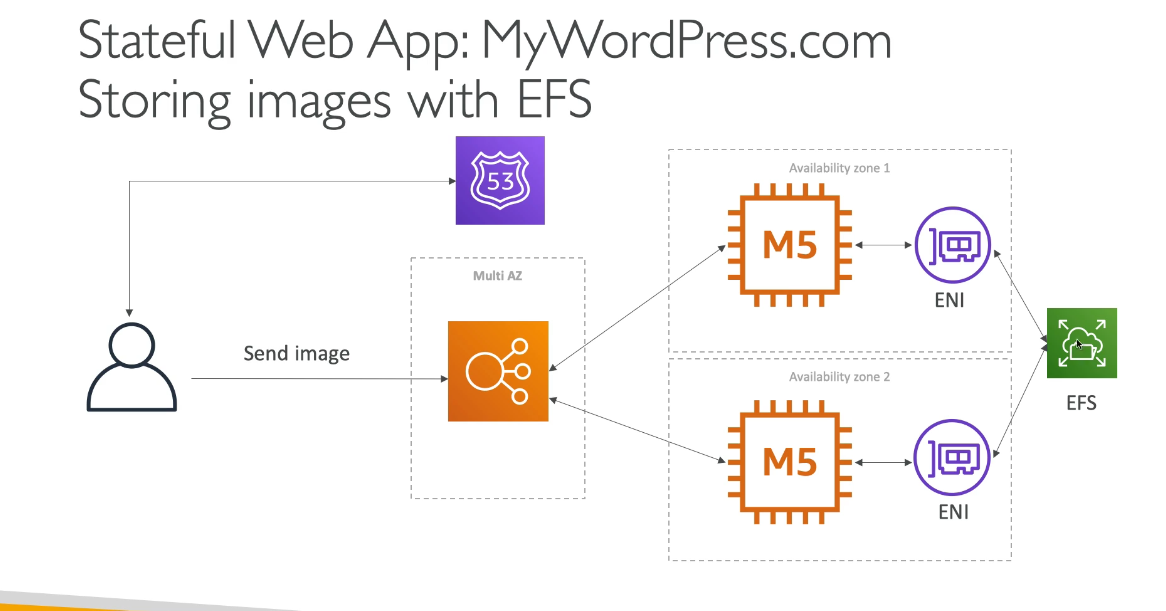 Stateful Web App: MyWordPress.com
Storing images with EFS
53
Availability zone 1
M5
ENI
Multi AZ
Send image
EFS
Availability zone 2
M5
ENI